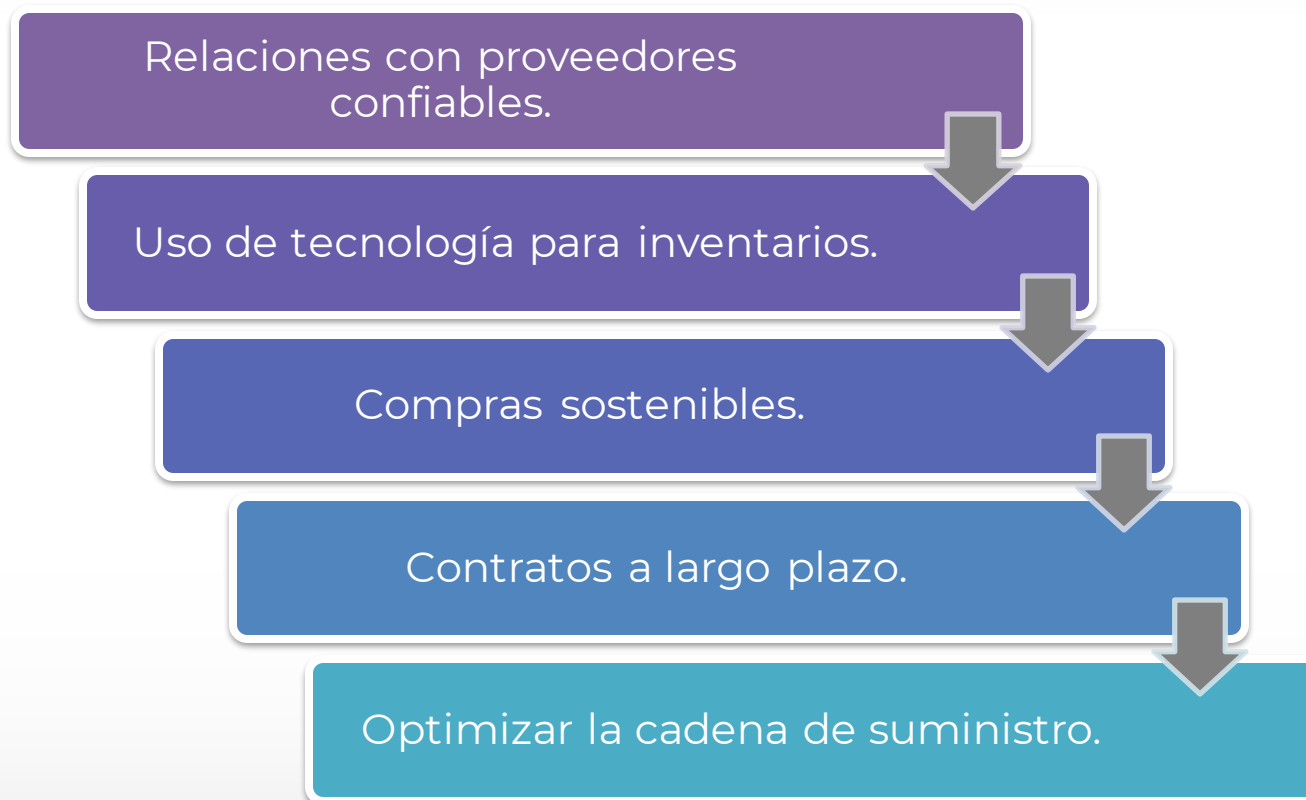 Relaciones con proveedores
confiables.
Uso de tecnología para inventarios.
Compras sostenibles.
Contratos a largo plazo.
Optimizar la cadena de suministro.